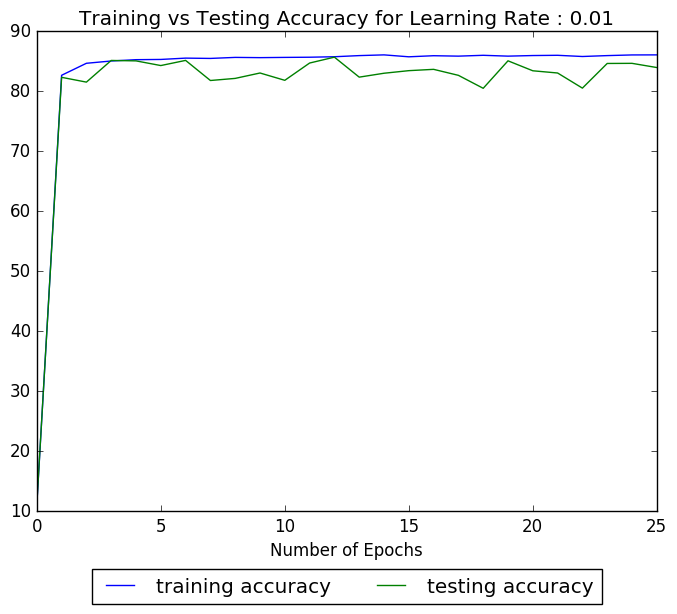 Training vs Testing Accuracy for Learning Rate : 0.01
90
80
70
60
50
40
30
20
10
0 5 10 15 20 25
Number of Epochs
training accuracy testing accuracy